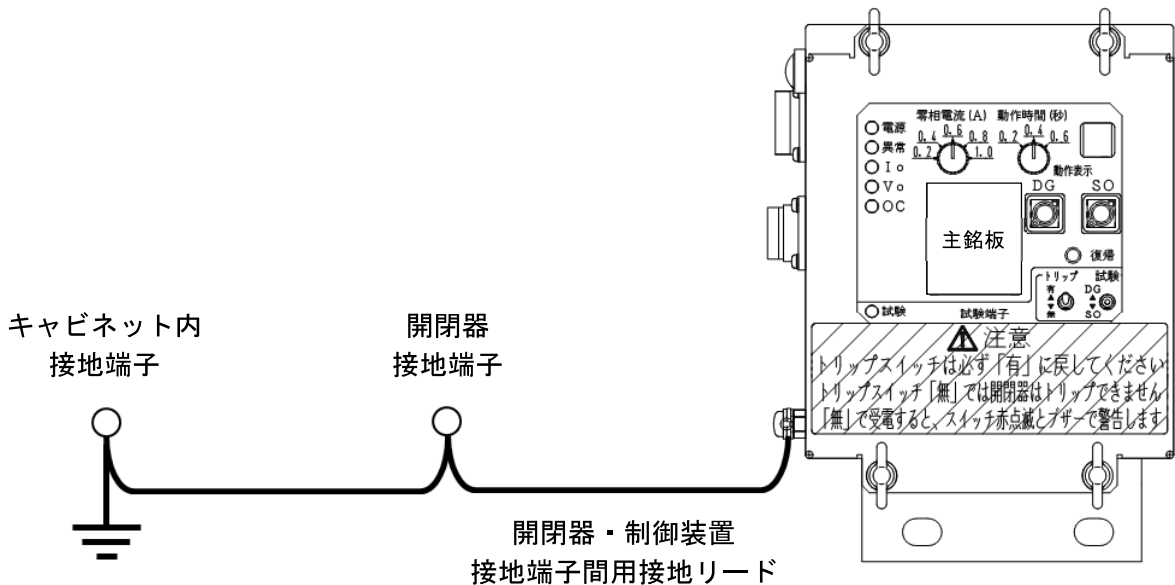 零相電流(A) 動作時間(秒)
0.2 0.4 0.6 0.8 1.0
0.2 0.4 0.6
電源
異常
Io
Vo
OC
動作表示
DG SO
主銘板
復帰
トリップ 試験
有 DG
無 SO
試験 試験端子
注意
トリップスイッチは必ず「有」に戻してください
トリップスイッチ「無」では開閉器はトリップできません
「無」で受電すると、スイッチ赤点滅とブザーで警告します
キャビネット内
接地端子
開閉器
接地端子
開閉器・制御装置
接地端子間用接地リード